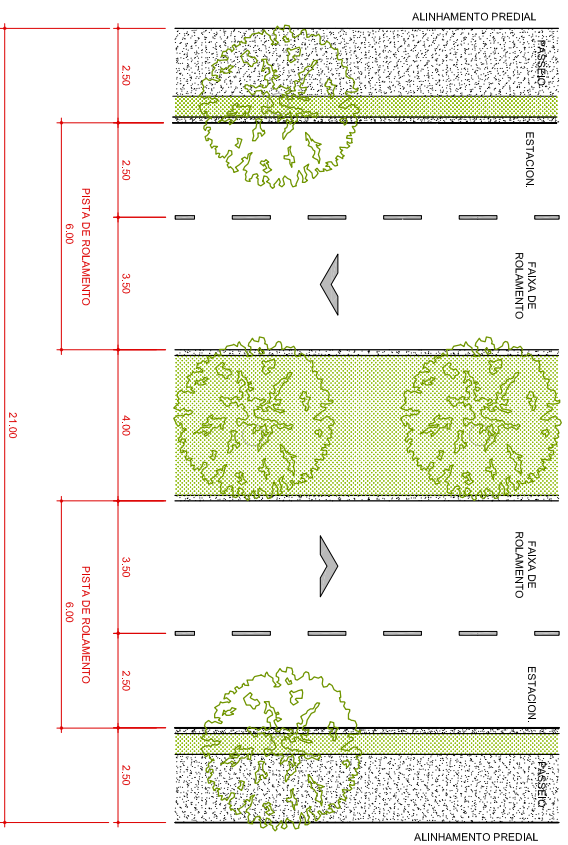 ALINHAMENTO PREDIAL
PASSEIO
2.50
ESTACION.
2.50
PISTA DE ROLAMENTO
6.00
FAIXA DE
ROLAMENTO
3.50
4.00
21.00
FAIXA DE
ROLAMENTO
3.50
PISTA DE ROLAMENTO
6.00
ESTACION.
2.50
PASSEIO
2.50
ALINHAMENTO PREDIAL